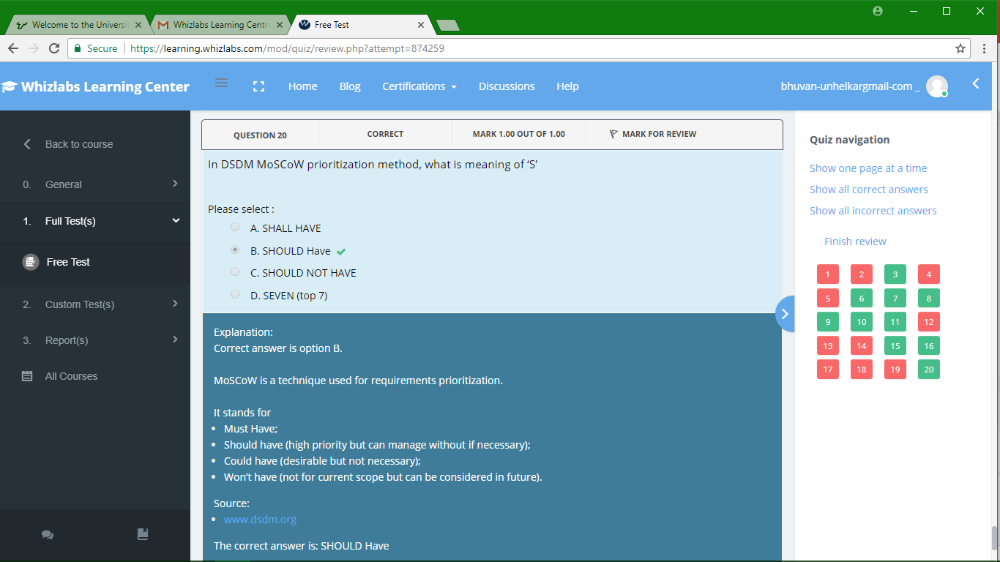 Welcome to the Universi
Whizlabs Learning Centre
Free Test
Secure
https://learning.whizlabs.com/mod/quiz/review.php?attempt=874259
Whizlabs Learning Center
Home
Blog
Certifications
Discussions
Help
bhuvan-unhelkargmail-com _
Back to course
0. General
1. Full Test(s)
Free Test
2. Custom Test(s)
3. Report(s)
All Courses
QUESTION 20
CORRECT
MARK 1.00 OUT OF 1.00
MARK FOR REVIEW
In DSDM MoSCoW prioritization method, what is meaning of ‘S’
Please select :
A. SHALL HAVE
B. SHOULD Have
C. SHOULD NOT HAVE
D. SEVEN (top 7)
Explanation:
Correct answer is option B.
MoSCoW is a technique used for requirements prioritization.
It stands for
• Must Have;
• Should have (high priority but can manage without if necessary);
• Could have (desirable but not necessary);
• Won’t have (not for current scope but can be considered in future).
Source:
• www.dsdm.org
The correct answer is: SHOULD Have
Quiz navigation
Show one page at a time
Show all correct answers
Show all incorrect answers
Finish review
1 2 3 4
5 6 7 8
9 10 11 12
13 14 15 16
17 18 19 20